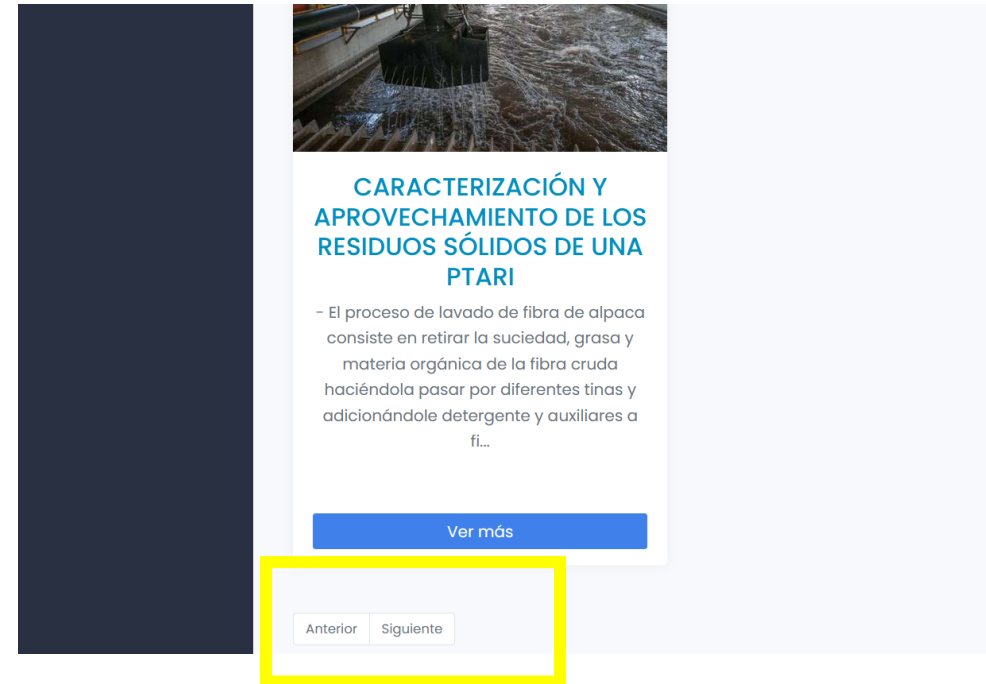 CARACTERIZACIÓN Y
APROVECHAMIENTO DE LOS
RESIDUOS SÓLIDOS DE UNA
PTARI
- El proceso de lavado de fibra de alpaca
consiste en retirar la suciedad, grasa y
materia orgánica de la fibra cruda
haciéndola pasar por diferentes tinas y
adicionándole detergente y auxiliares a
fi...
Ver más
Anterior Siguiente